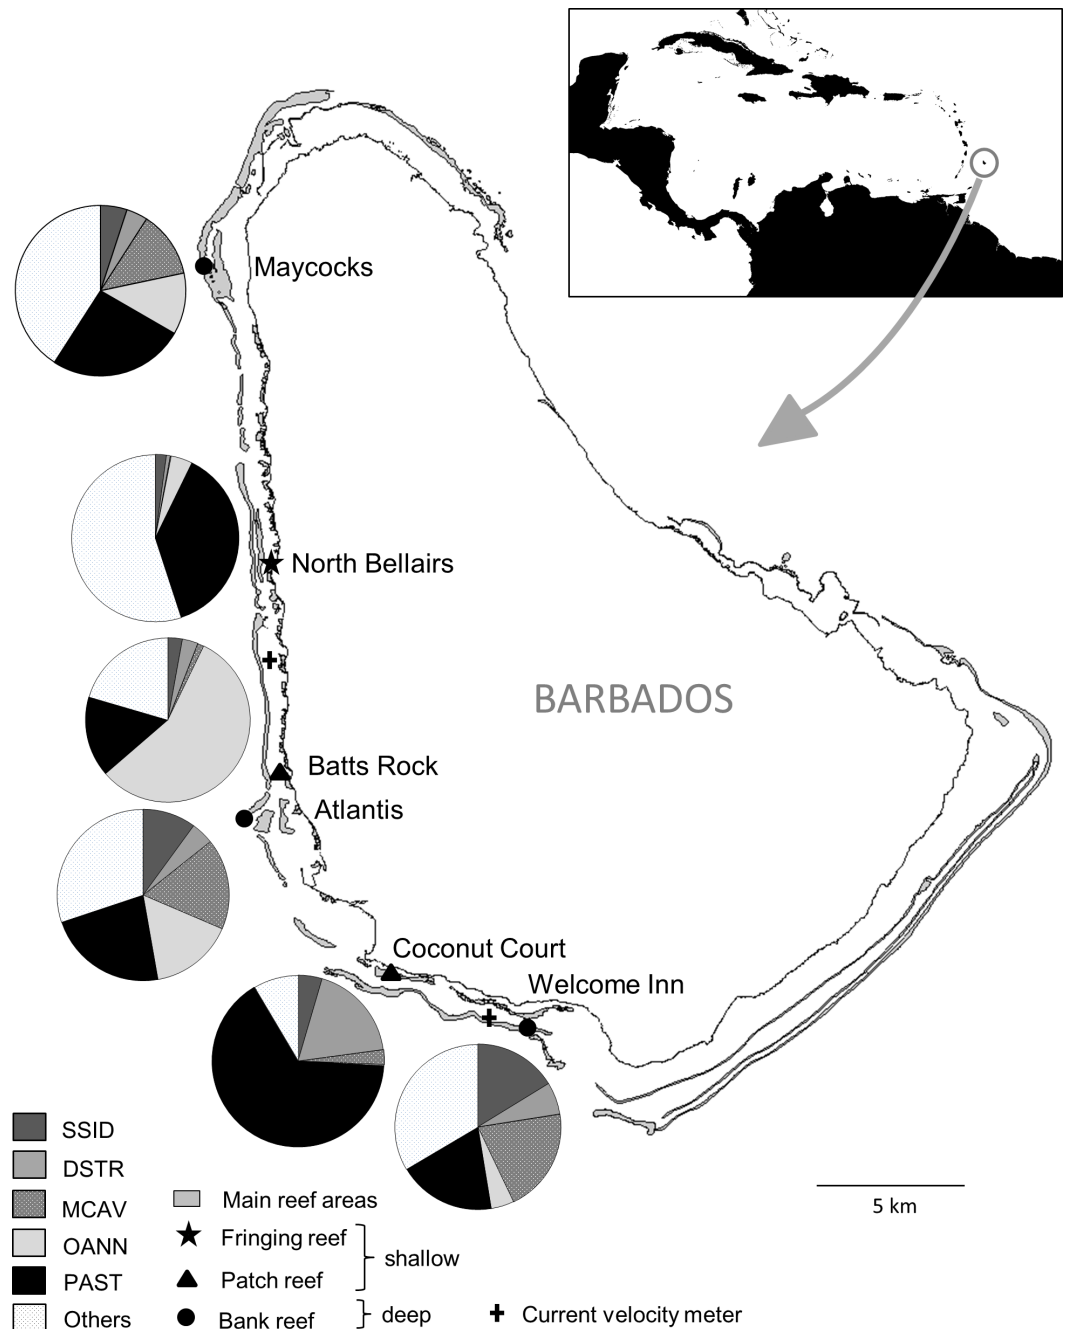 Maycocks
North Bellairs
BARBADOS
Batts Rock
Atlantis
Coconut Court
Welcome Inn
SSID
DSTR
MCAV
OANN
PAST
Others
Main reef areas
Fringing reef
Patch reef
shallow
Bank reef
deep
Current velocity meter
5 km